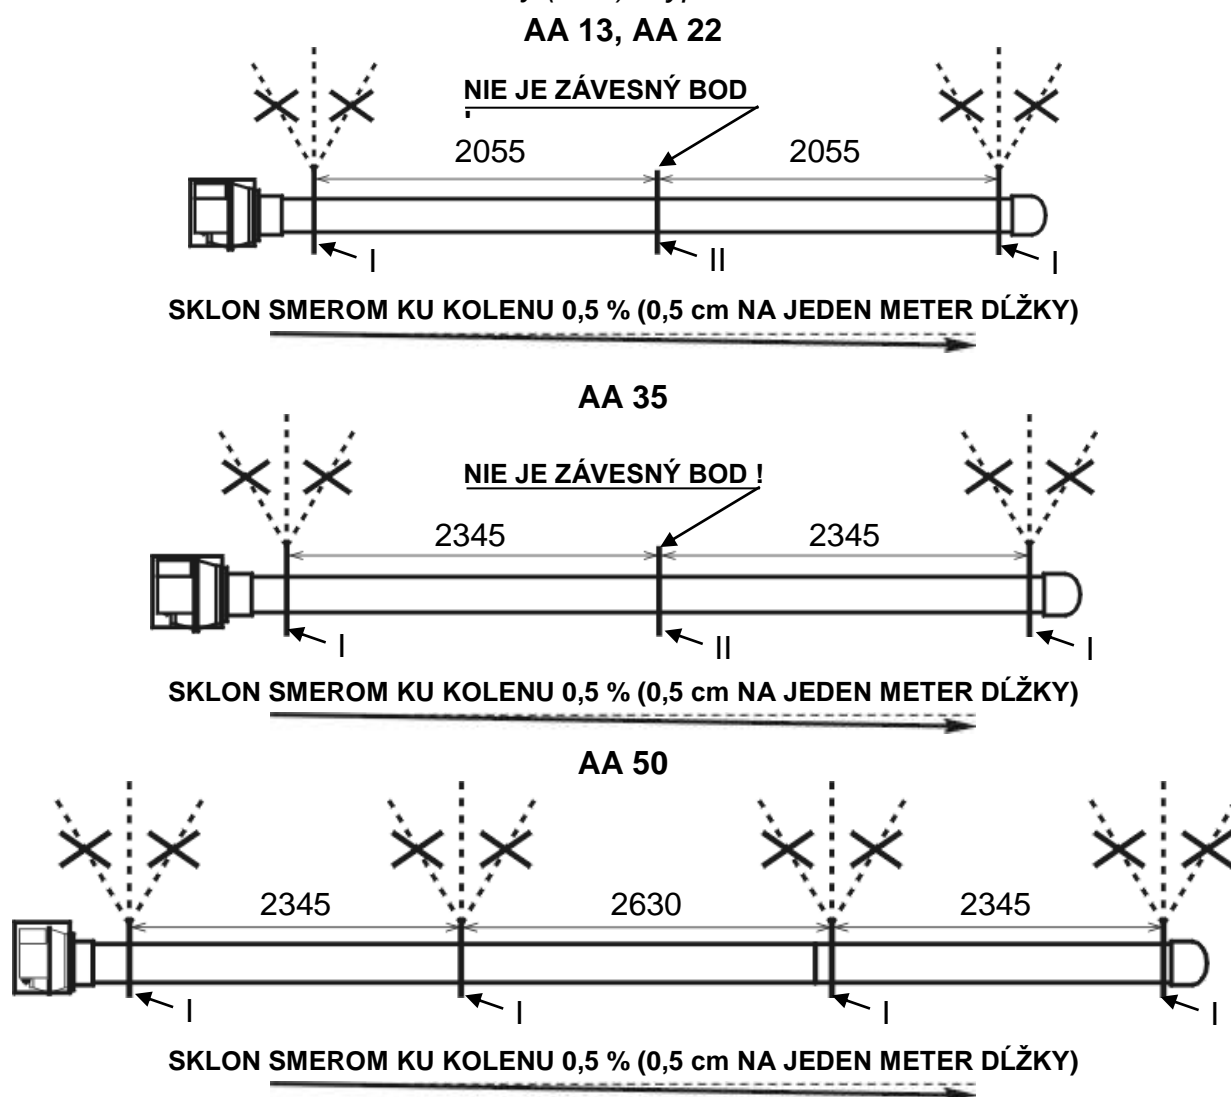 AA 13, AA 22
NIE JE ZÁVESNÝ BOD
2055 2055
I II I
SKLON SMEROM KU KOLENU 0,5 % (0,5 cm NA JEDEN METER DĹŽKY)
AA 35
NIE JE ZÁVESNÝ BOD !
2345 2345
I II I
SKLON SMEROM KU KOLENU 0,5 % (0,5 cm NA JEDEN METER DĹŽKY)
AA 50
2345 2630 2345
I I I I
SKLON SMEROM KU KOLENU 0,5 % (0,5 cm NA JEDEN METER DĹŽKY)